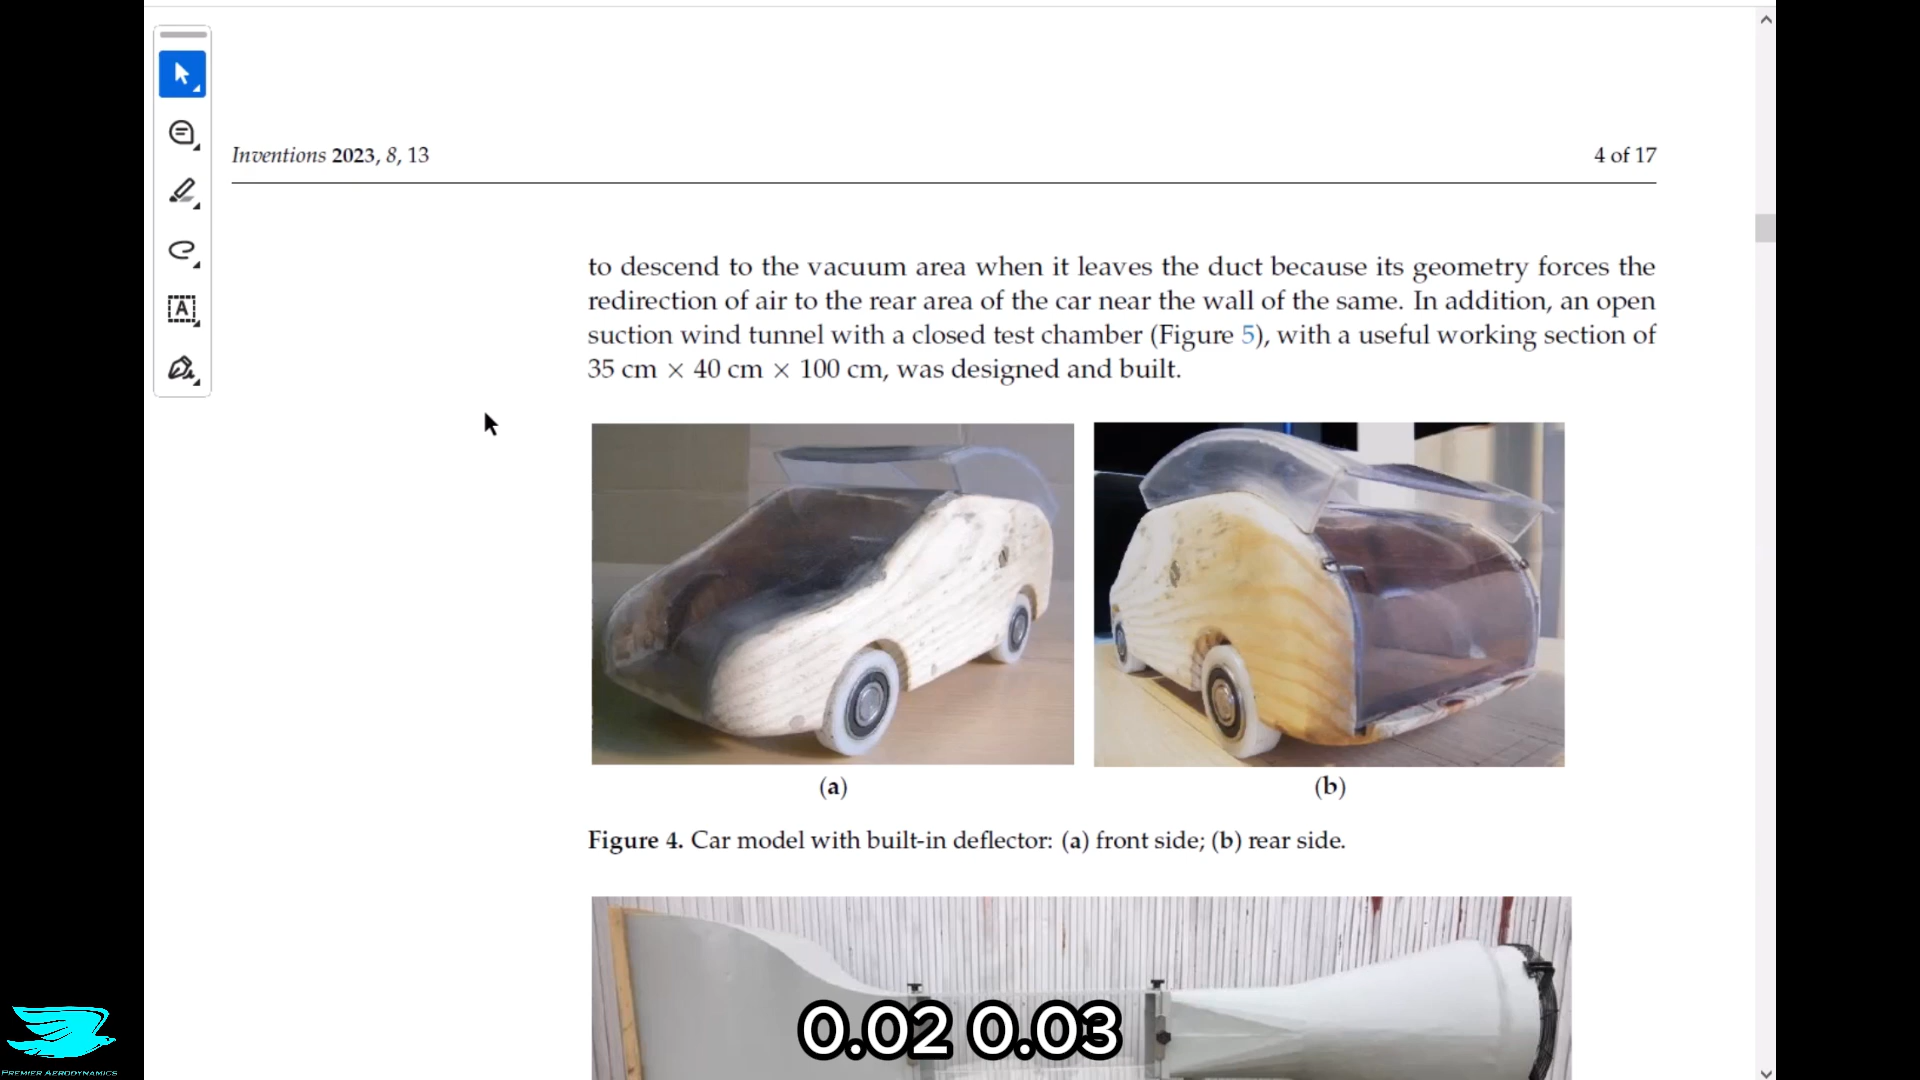 Inventions 2023, 8, 13
4 of 17
to descend to the vacuum area when it leaves the duct because its geometry forces the
redirection of air to the rear area of the car near the wall of the same. In addition, an open
suction wind tunnel with a closed test chamber (Figure 5), with a useful working section of
35 cm × 40 cm × 100 cm, was designed and built.
(a)
(b)
Figure 4. Car model with built-in deflector: (a) front side; (b) rear side.
0.02 0.03
PREMIER AERODYNAMICS